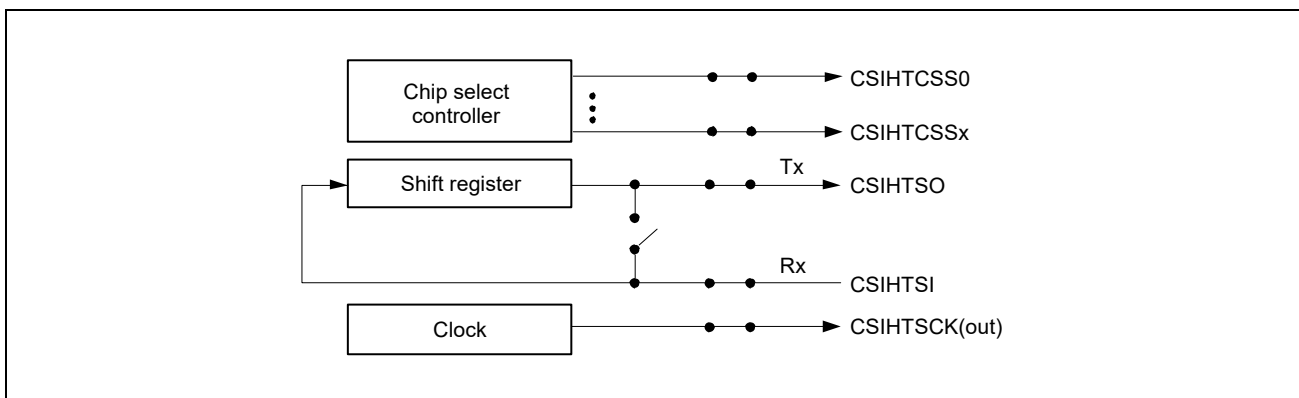 Chip select
controller
CSIHTCSS0
CSIHTCSSx
Shift register
Tx
CSIHTSO
Rx
CSIHTSI
Clock
CSIHTSCK(out)